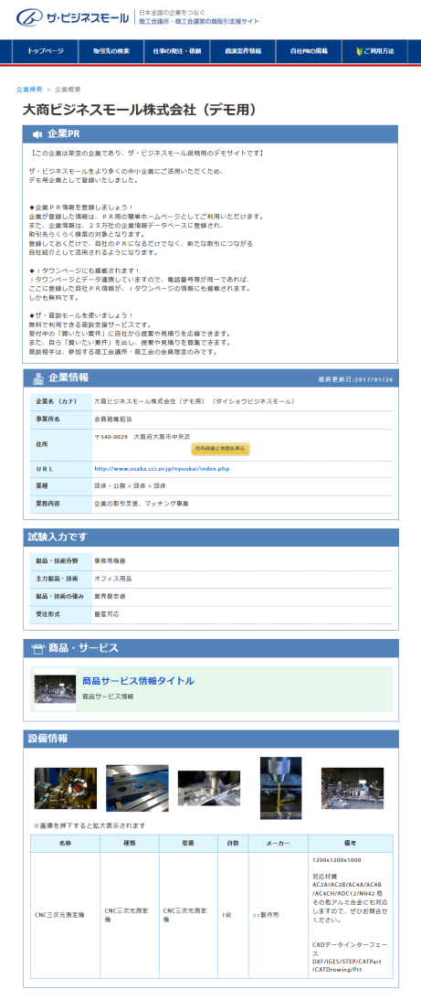 ザ・ビジネスモール
日本全国の企業をつなぐ
商工会議所・商工会運営の商取引支援サイト
トップページ 取引先の検索 仕事の受注・依頼 商談案件情報 自社PRの掲載 ご利用方法
企業検索 > 企業概要
大商ビジネスモール株式会社（デモ用）
企業PR
【この企業は架空の企業であり、ザ・ビジネスモール説明用のデモサイトです】
ザ・ビジネスモールをより多くの中小企業にご活用いただくため、
デモ用企業として登録いたしました。
◆企業ＰＲ情報を登録しましょう！
企業が登録した情報は、ＰＲ用の簡単ホームページとしてご利用いただけます。
また、企業情報は、２５万社の企業情報データベースに登録され、
取引先らくらく検索の対象となります。
登録しておくだけで、自社のＰＲになるだけでなく、新たな取引につながる
自社紹介として活用されるようになります。
◆ｉタウンページにも掲載されます！
ｉタウンページとデータ連携していますので、電話番号等が同一であれば、
ここに登録した自社ＰＲ情報が、ｉタウンページの情報にも掲載されます。
しかも無料です。
◆ザ・商談モールを使いましょう！
無料で利用できる商談支援サービスです。
受付中の「買いたい案件」に自社から提案や見積りを応募できます。
また、自ら「買いたい案件」を出し、提案や見積りを募集できます。
商談相手は、参加する商工会議所・商工会の会員限定のみです。
企業情報 最終更新日:2017/01/26
企業名（カナ） 大商ビジネスモール株式会社（デモ用）（ダイショウビジネスモール）
事業所名 会員組織担当
住所 〒540-0029 大阪府大阪市中央区
住所詳細と地図を表示
ＵＲＬ http://www.osaka.cci.or.jp/nyuukai/index.php
業種 団体・公務 > 団体 > 団体
業務内容 企業の取引支援、マッチング事業
試験入力です
製品・技術分野 事務用機器
主力製品・技術 オフィス用品
製品・技術の強み 業界最安値
受注形式 量産対応
商品・サービス
商品サービス情報タイトル
商品サービス情報
設備情報
※画像を押下すると拡大表示されます
名称 種類 型番 台数 メーカー 備考
CNC三次元測定機 CNC三次元測定機 CNC三次元測定機 1台 ○○製作所
1200x1200x1000
対応材質
AC2A/AC2B/AC4A/AC4B
/AC4CH/ADC12/NH42 他
その他アルミ合金にも対応
しますので、ぜひお問合せ
ください。
CADデータインターフェー
ス
DXF/IGES/STEP/CATPart
/CATDrowing/Prt